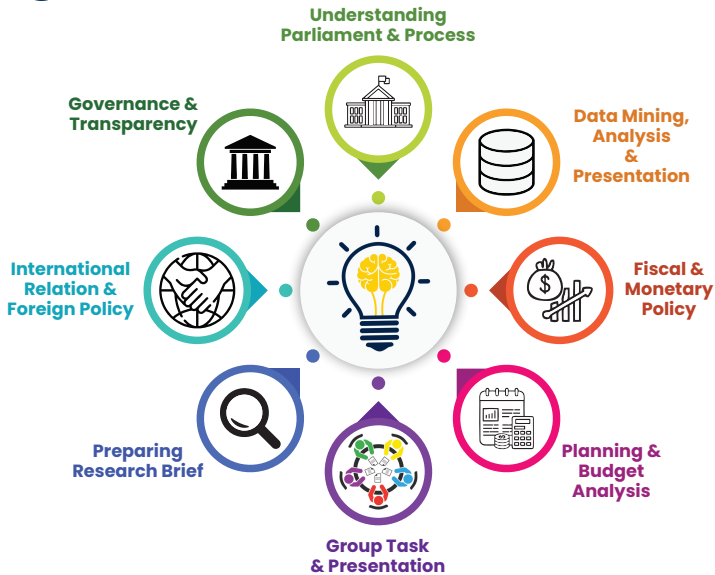 Understanding
Parliament & Process
Governance &
Transparency
Data Mining,
Analysis
&
Presentation
International
Relation &
Foreign Policy
$
Fiscal &
Monetary
Policy
Preparing
Research Brief
Planning &
Budget
Analysis
Group Task
& Presentation